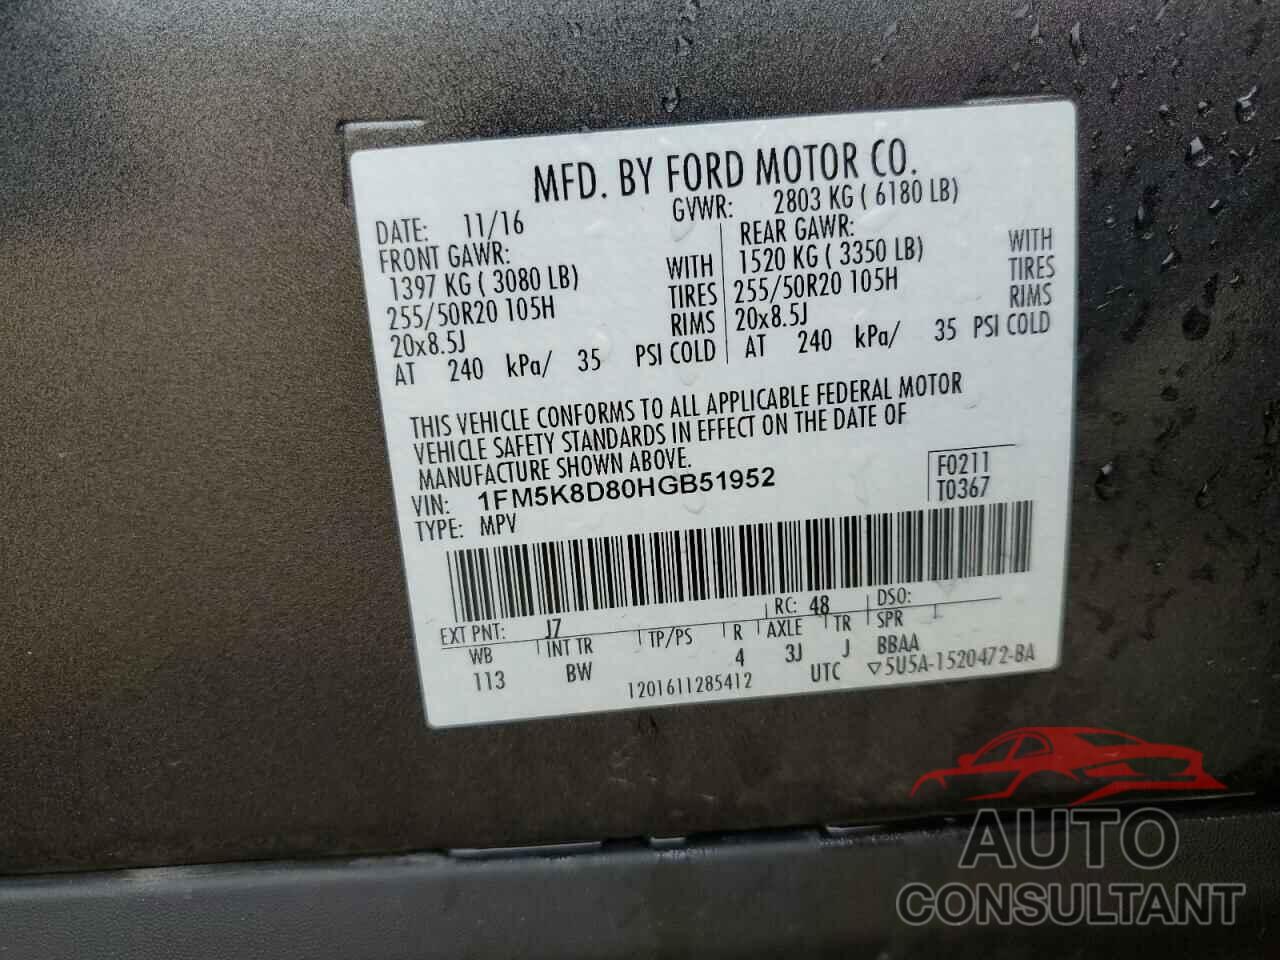 MFD. BY FORD MOTOR CO.
DATE: 11/16 GVWR: 2803 KG ( 6180 LB)
FRONT GAWR: REAR GAWR:
1397 KG ( 3080 LB) WITH 1520 KG ( 3350 LB) WITH
255/50R20 105H TIRES 255/50R20 105H TIRES
20x8.5J RIMS 20x8.5J RIMS
AT 240 kPa/ 35 PSI COLD AT 240 kPa/ 35 PSI COLD
THIS VEHICLE CONFORMS TO ALL APPLICABLE FEDERAL MOTOR
VEHICLE SAFETY STANDARDS IN EFFECT ON THE DATE OF
MANUFACTURE SHOWN ABOVE.
VIN: 1FM5K8D80HGB51952 F0211
TYPE: MPV T0367
EXT PNT: J7 RC: 48 DSO:
WB INT TR TP/PS R AXLE TR SPR
113 BW 4 3J J BBAA
1201611285412 UTC ▽5U5A-1520472-BA
AUTO
CONSULTANT